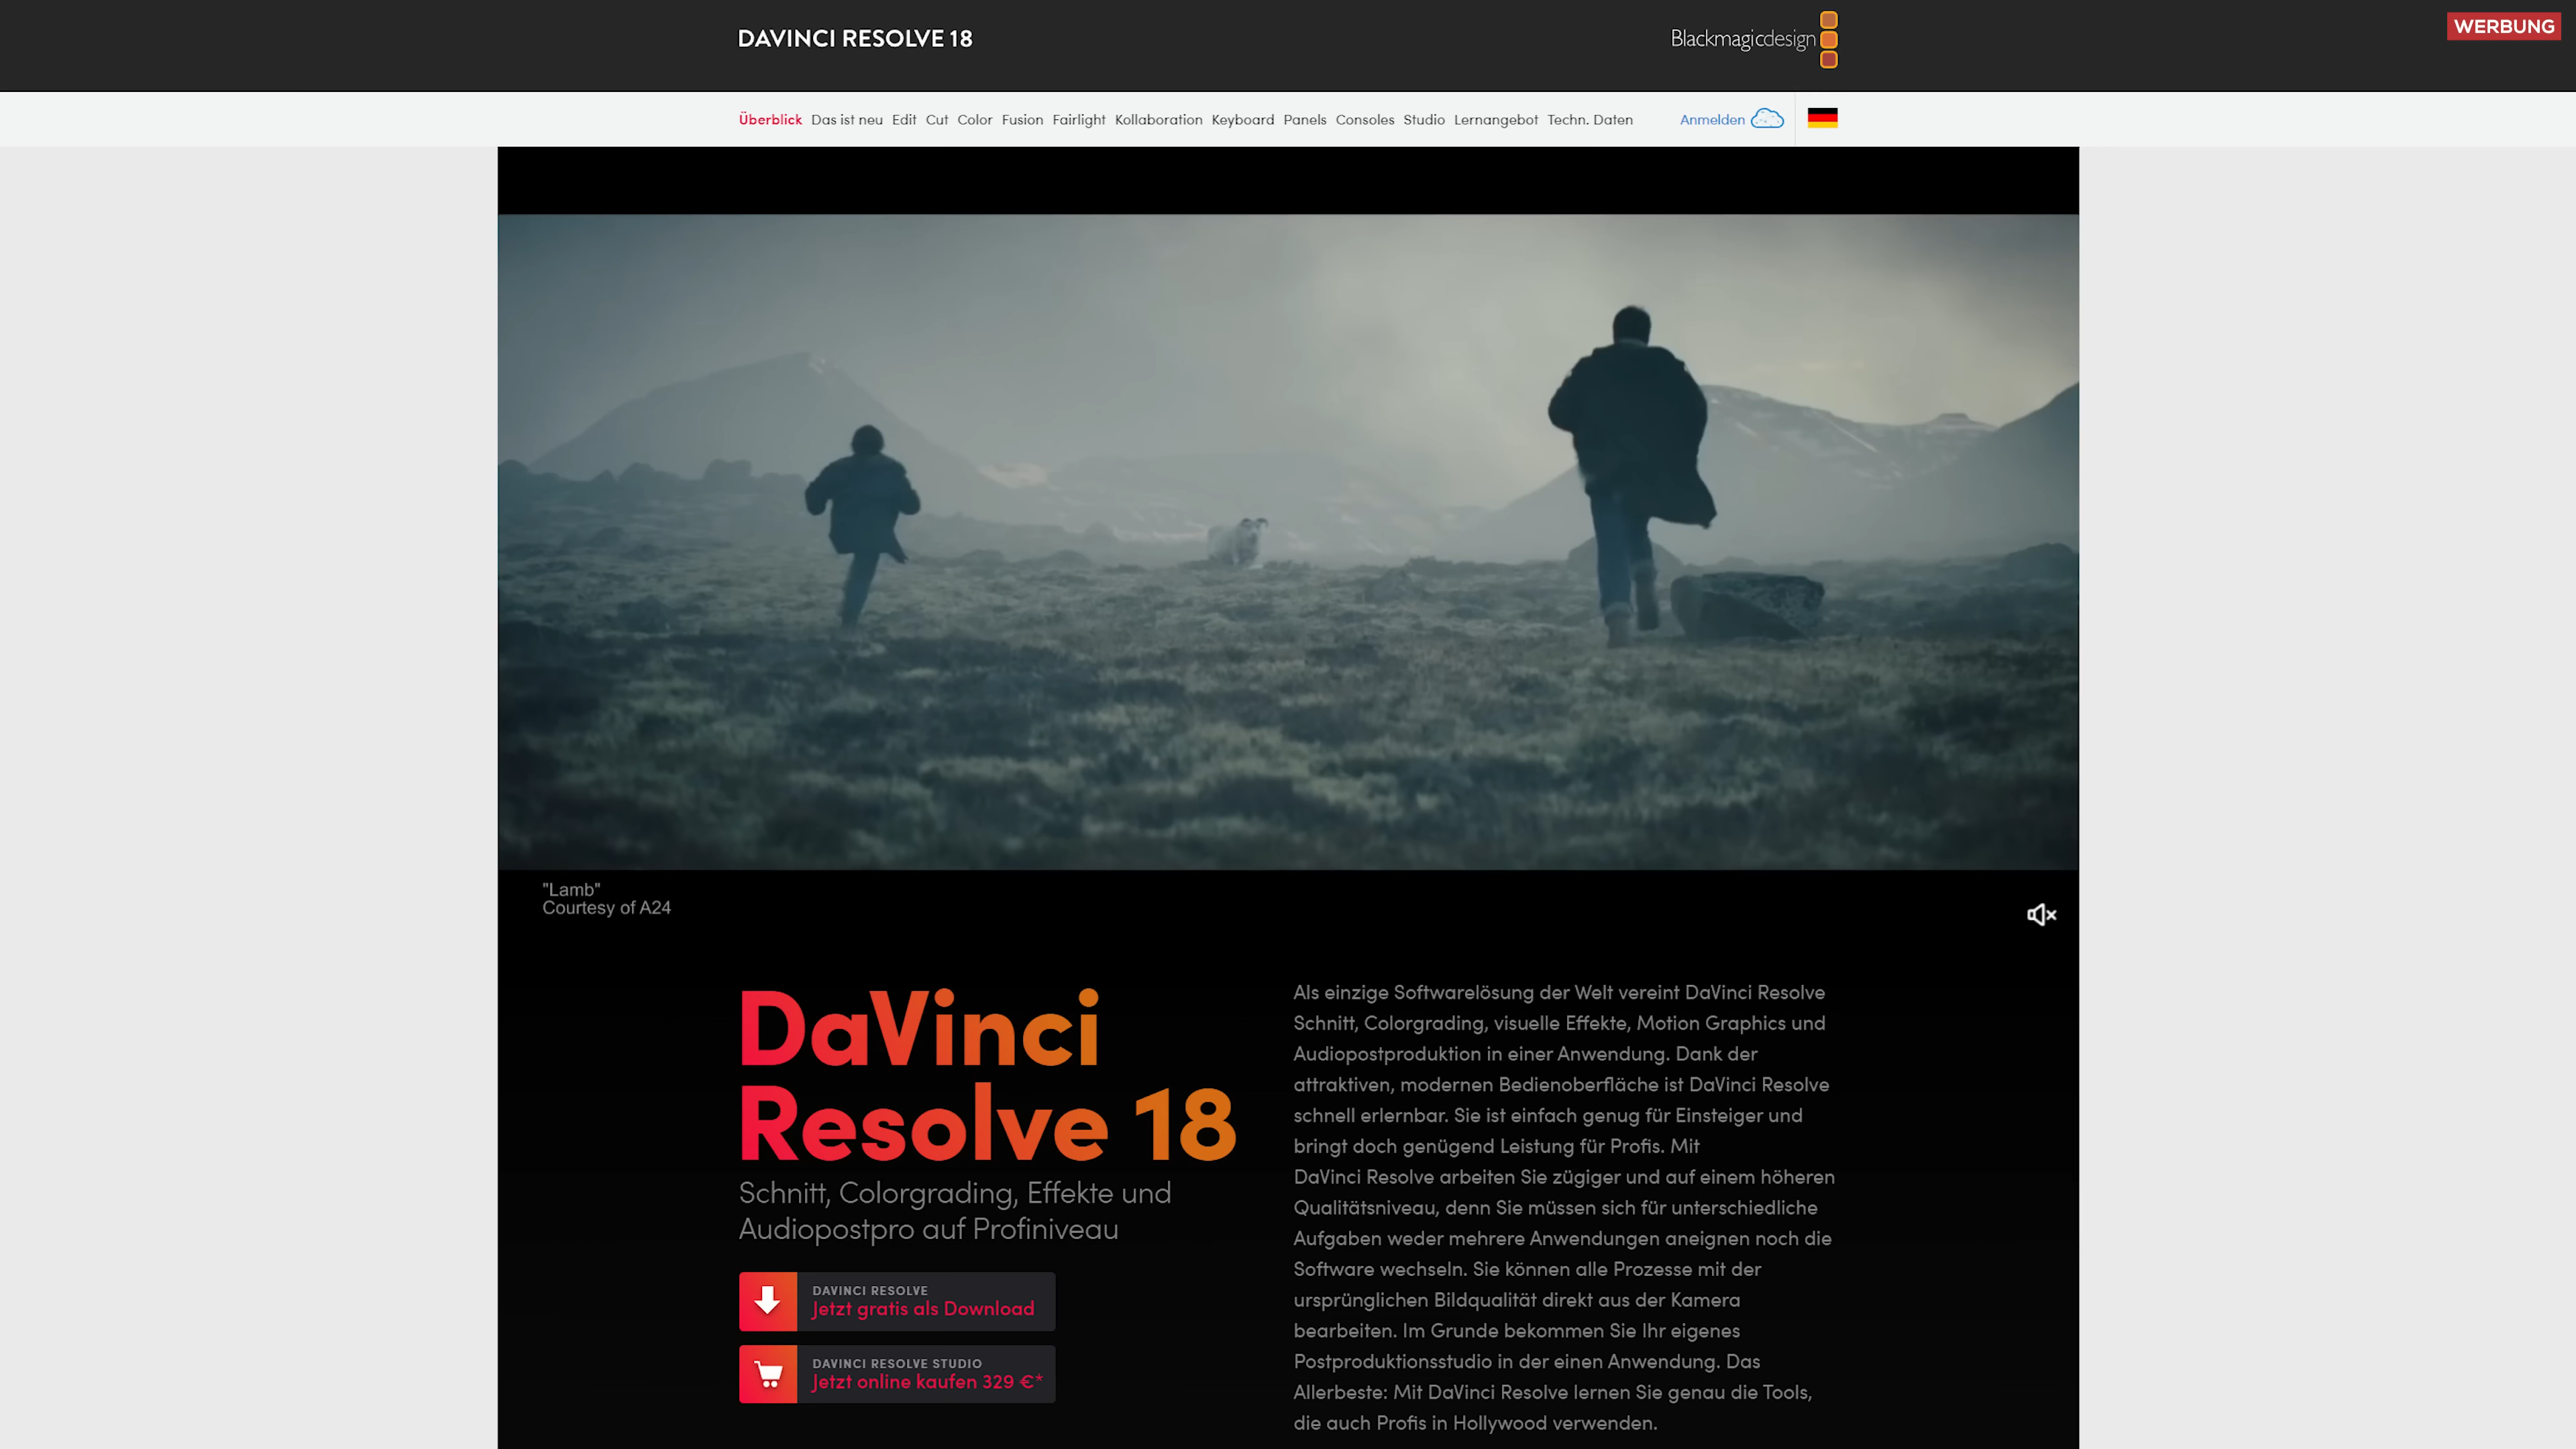 DAVINCI RESOLVE 18
Blackmagicdesign
WERBUNG
Überblick Das ist neu Edit Cut Color Fusion Fairlight Kollaboration Keyboard Panels Consoles Studio Lernangebot Techn. Daten Anmelden
"Lamb"
Courtesy of A24
DaVinci
Resolve 18
Schnitt, Colorgrading, Effekte und
Audiopostpro auf Profiniveau
DAVINCI RESOLVE
Jetzt gratis als Download
DAVINCI RESOLVE STUDIO
Jetzt online kaufen 329 €*
Als einzige Softwarelösung der Welt vereint DaVinci Resolve
Schnitt, Colorgrading, visuelle Effekte, Motion Graphics und
Audiopostproduktion in einer Anwendung. Dank der
attraktiven, modernen Bedienoberfläche ist DaVinci Resolve
schnell erlernbar. Sie ist einfach genug für Einsteiger und
bringt doch genügend Leistung für Profis. Mit
DaVinci Resolve arbeiten Sie zügiger und auf einem höheren
Qualitätsniveau, denn Sie müssen sich für unterschiedliche
Aufgaben weder mehrere Anwendungen aneignen noch die
Software wechseln. Sie können alle Prozesse mit der
ursprünglichen Bildqualität direkt aus der Kamera
bearbeiten. Im Grunde bekommen Sie Ihr eigenes
Postproduktionsstudio in der einen Anwendung. Das
Allerbeste: Mit DaVinci Resolve lernen Sie genau die Tools,
die auch Profis in Hollywood verwenden.